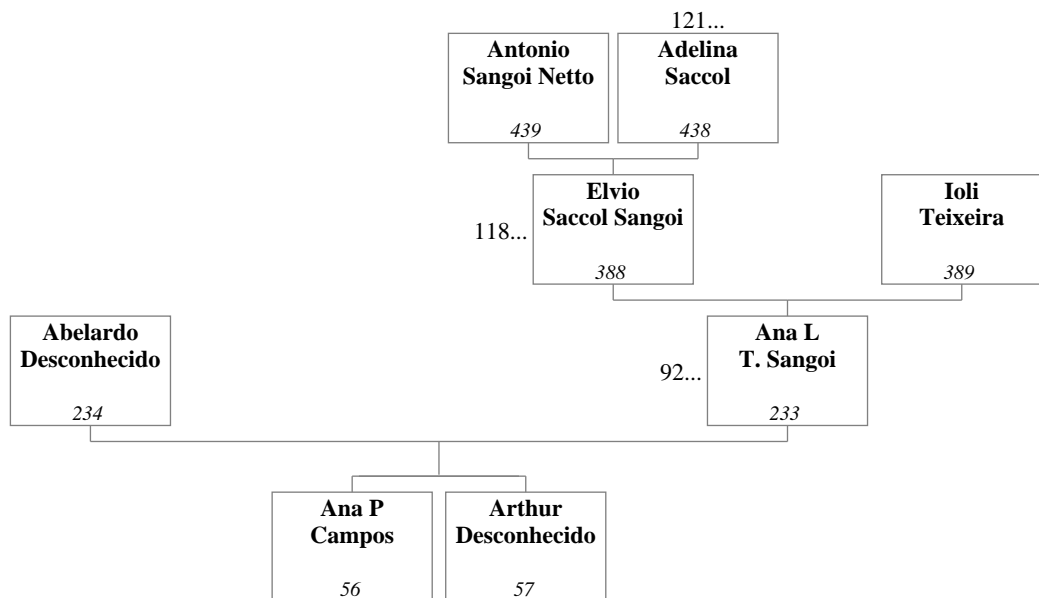 121...
Antonio
Sangoi Netto
439
Adelina
Saccol
438
118...
Elvio
Saccol Sangoi
388
Ioli
Teixeira
389
Abelardo
Desconhecido
234
92...
Ana L
T. Sangoi
233
Ana P
Campos
56
Arthur
Desconhecido
57